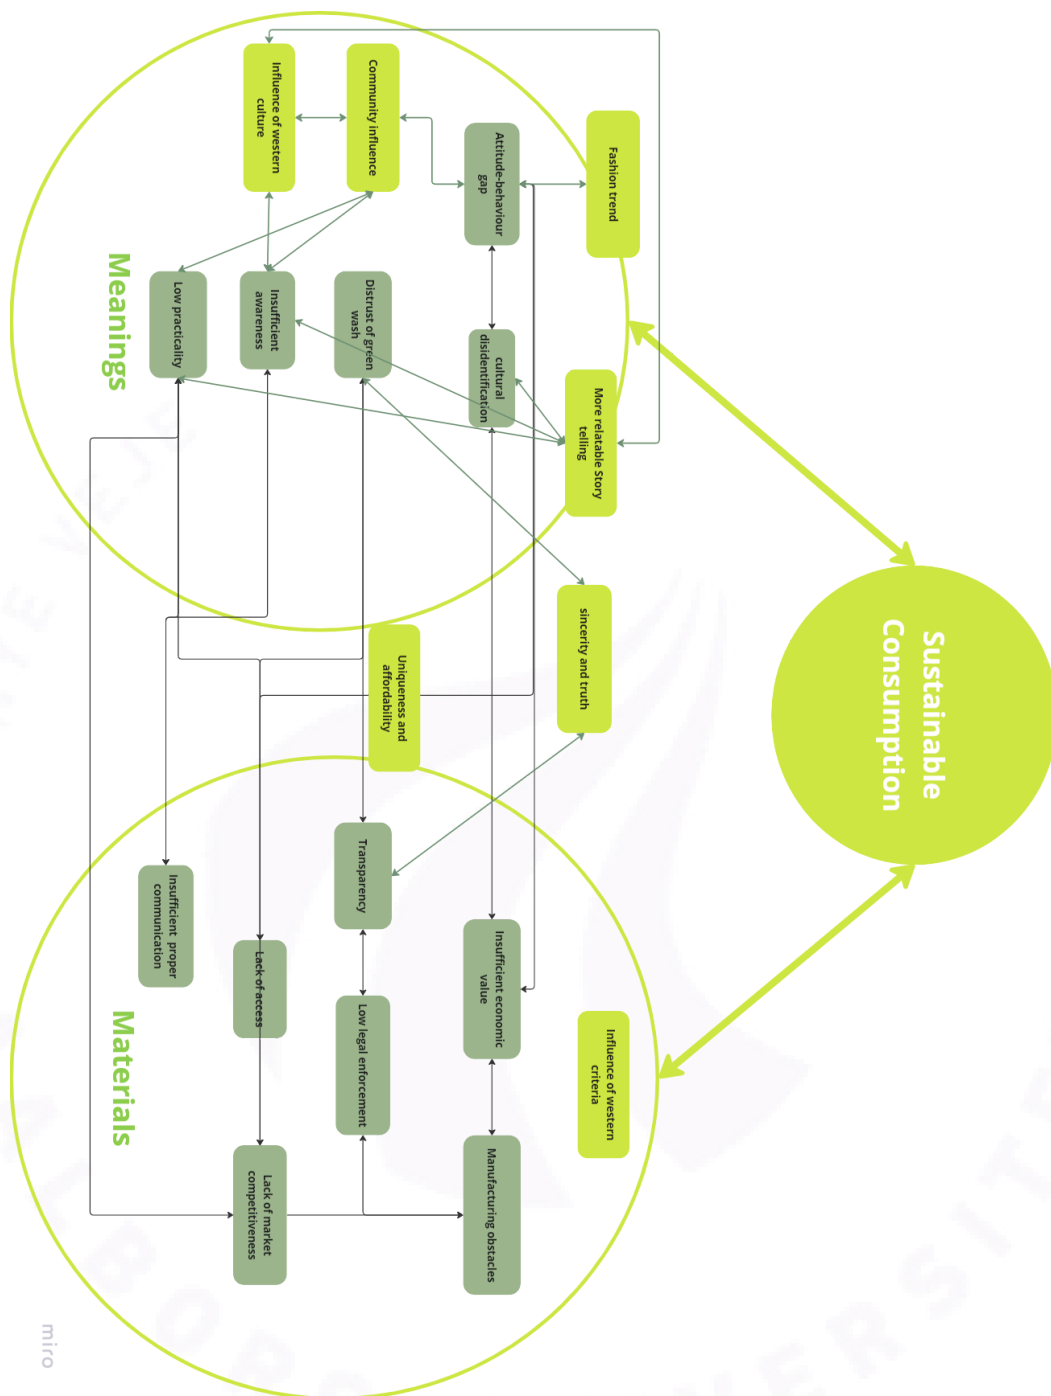 Sustainable
Consumption
Fashion trend
More relatable Story
telling
sincerity and truth
Influence of western
criteria
Attitude-behaviour
gap
cultural
disidentification
Insufficient economic
value
Manufacturing obstacles
Community influence
Distrust of green
wash
Uniqueness and
affordability
Transparency
Low legal enforcement
Influence of western
culture
Insufficient
awareness
Lack of access
Lack of market
competitiveness
Low practicality
Insufficient proper
communication
Meanings
Materials
miro